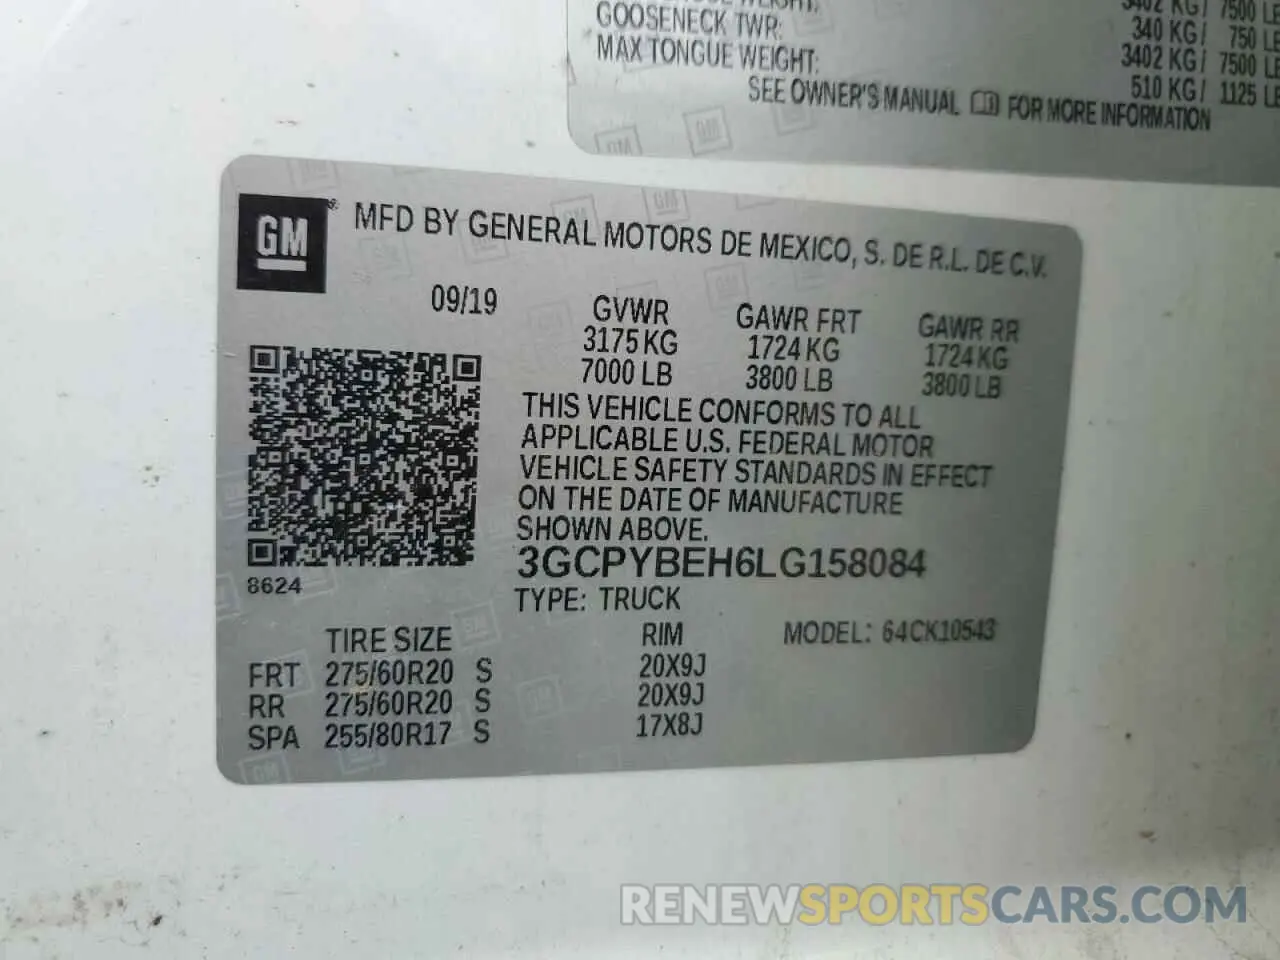 3402 KG/ 7500
GOOSENECK TWR: 340 KG/ 750 LB
MAX TONGUE WEIGHT: 3402 KG/ 7500 LB
510 KG/ 1125 LB
SEE OWNER'S MANUAL FOR MORE INFORMATION
GM
MFD BY GENERAL MOTORS DE MEXICO, S. DE R.L. DE C.V.
09/19 GVWR GAWR FRT GAWR RR
3175 KG 1724 KG 1724 KG
7000 LB 3800 LB 3800 LB
THIS VEHICLE CONFORMS TO ALL
APPLICABLE U.S. FEDERAL MOTOR
VEHICLE SAFETY STANDARDS IN EFFECT
ON THE DATE OF MANUFACTURE
SHOWN ABOVE.
3GCPYBEH6LG158084
8624
TYPE: TRUCK
TIRE SIZE RIM MODEL: 64CK10543
FRT 275/60R20 S 20X9J
RR 275/60R20 S 20X9J
SPA 255/80R17 S 17X8J
RENEWSPORTSCARS.COM